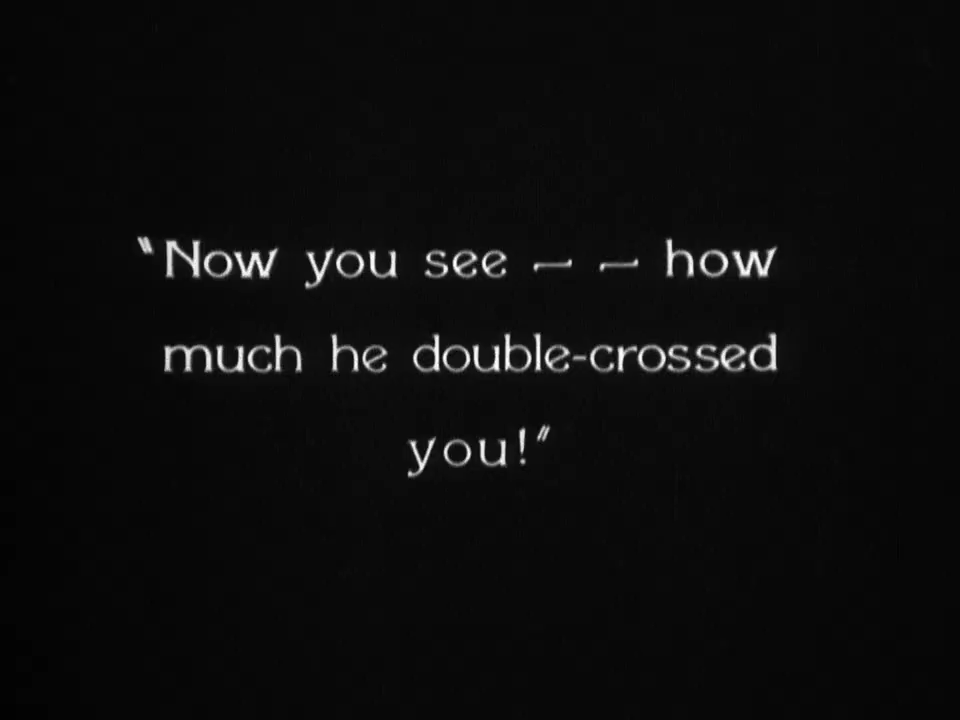 "Now you see — — how
much he double-crossed
you!"